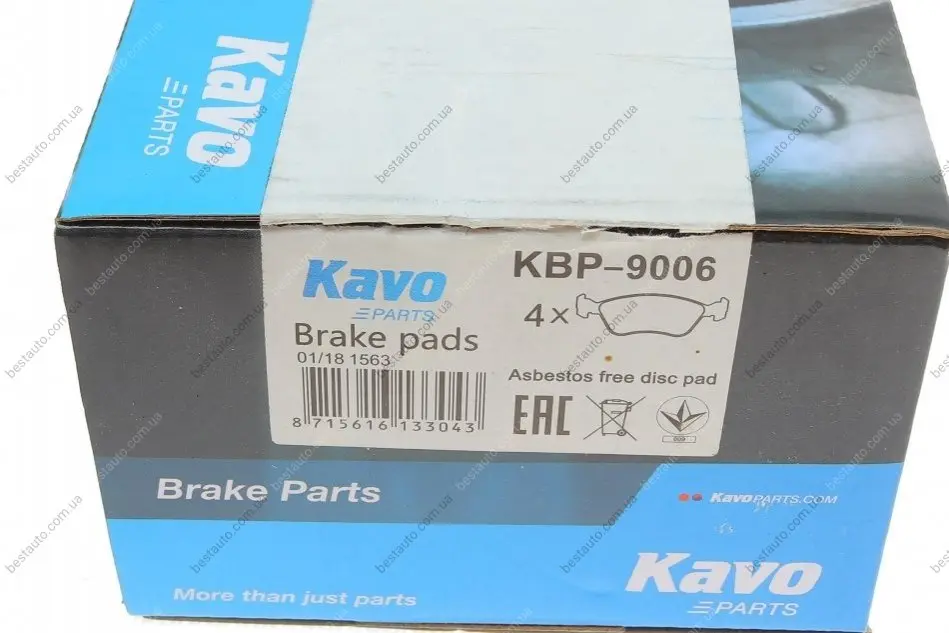 Kavo
PARTS
Kavo
PARTS
Brake pads
01/18 1563
8 715616 133043
KBP-9006
4x
Asbestos free disc pad
EAC
009
Brake Parts
KavoPARTS.COM
More than just parts
Kavo
PARTS
bestauto.com.ua